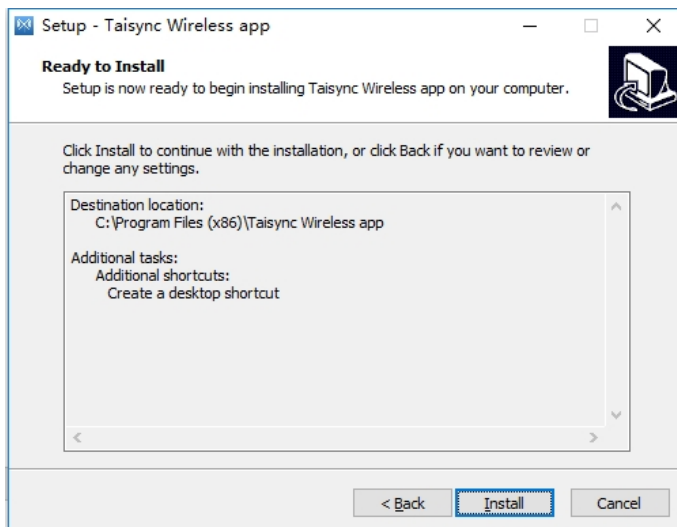 Setup - Taisync Wireless app
Ready to Install
Setup is now ready to begin installing Taisync Wireless app on your computer.
Click Install to continue with the installation, or click Back if you want to review or
change any settings.
Destination location:
C:\Program Files (x86)\Taisync Wireless app
Additional tasks:
Additional shortcuts:
Create a desktop shortcut
< Back
Install
Cancel